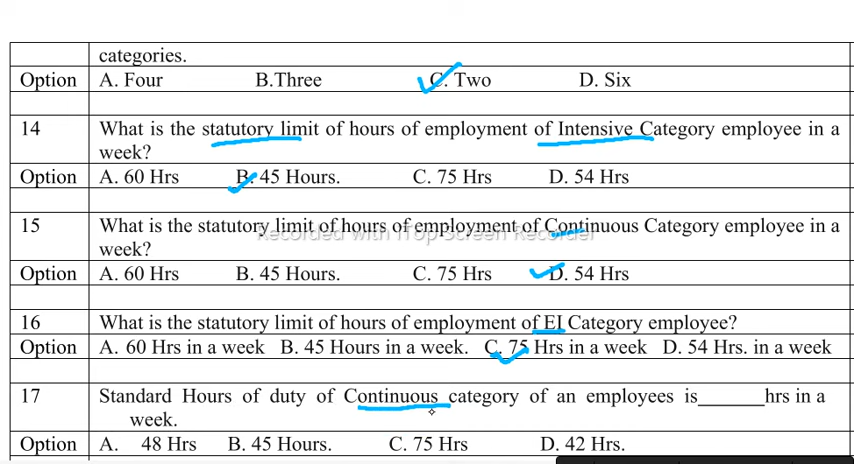 categories.
Option A. Four B.Three C. Two D. Six
14 What is the statutory limit of hours of employment of Intensive Category employee in a
week?
Option A. 60 Hrs B. 45 Hours. C. 75 Hrs D. 54 Hrs
15 What is the statutory limit of hours of employment of Continuous Category employee in a
Recorded with iTop Screen Recorder
week?
Option A. 60 Hrs B. 45 Hours. C. 75 Hrs D. 54 Hrs
16 What is the statutory limit of hours of employment of EI Category employee?
Option A. 60 Hrs in a week B. 45 Hours in a week. C. 75 Hrs in a week D. 54 Hrs. in a week
17 Standard Hours of duty of Continuous category of an employees is_______hrs in a
week.
Option A. 48 Hrs B. 45 Hours. C. 75 Hrs D. 42 Hrs.